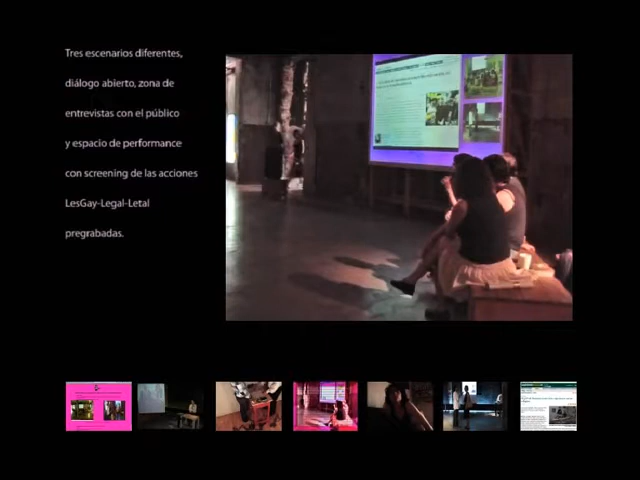 Tres escenarios diferentes,
diálogo abierto, zona de
entrevistas con el público
y espacio de performance
con screening de las acciones
LesGay-Legal-Letal
pregrabadas.